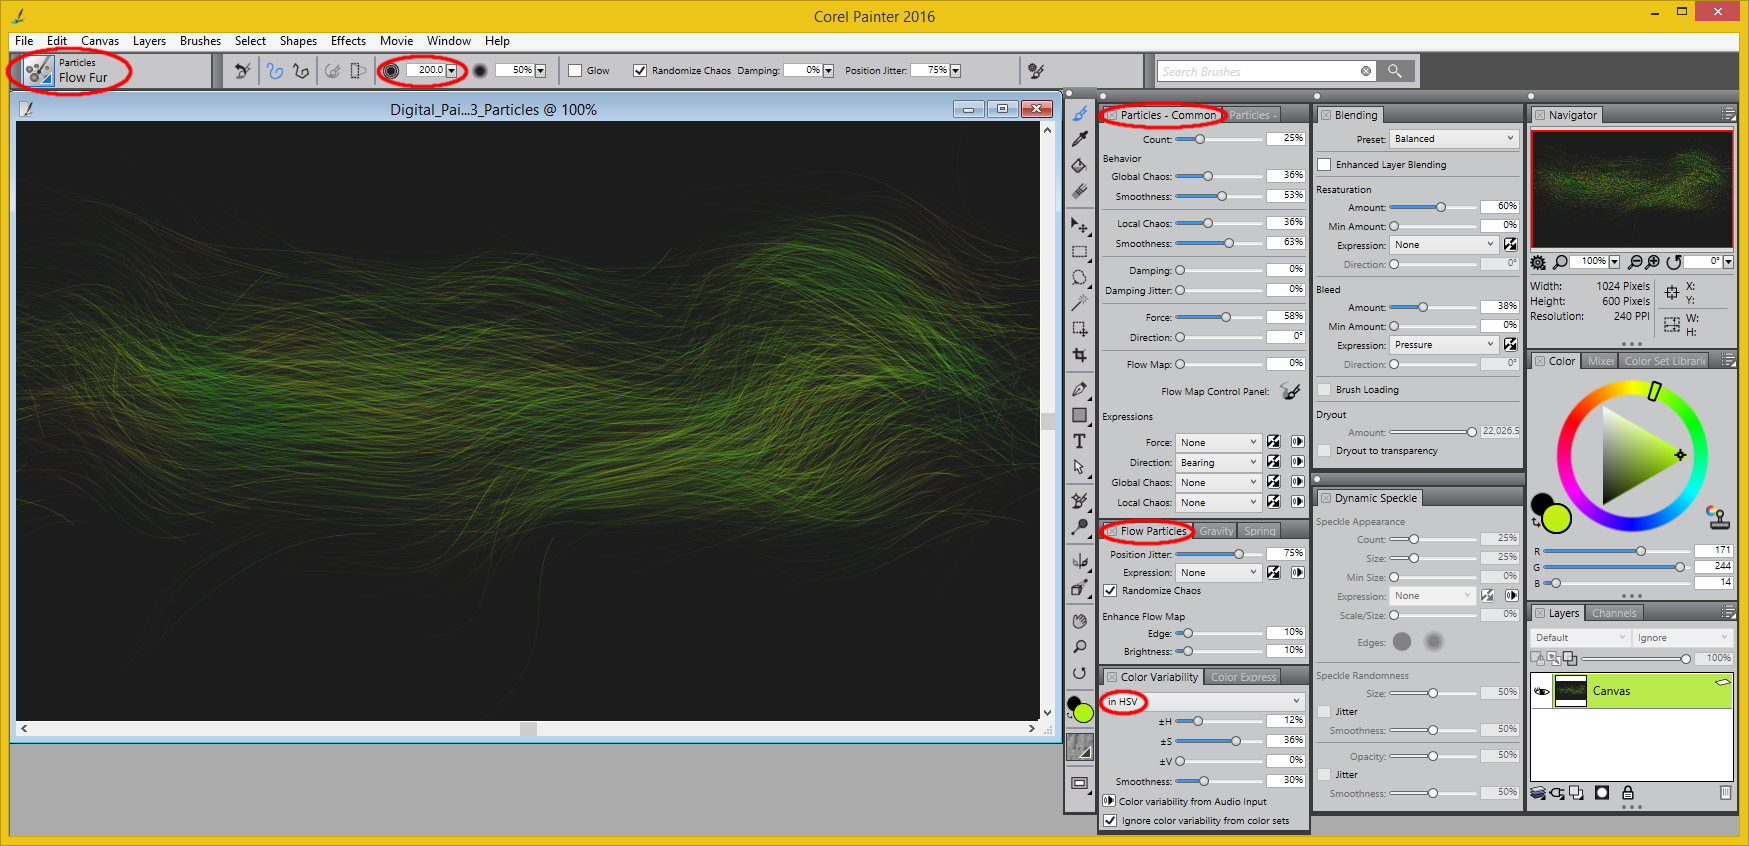 Corel Painter 2016
File Edit Canvas Layers Brushes Select Shapes Effects Movie Window Help
Particles
Flow Fur
200.0 50% Glow Randomize Chaos Damping: 0% Position Jitter: 75%
Search Brushes
Digital_Pai...3_Particles @ 100%
Particles - Common Particles -
Count: 25%
Behavior
Global Chaos: 36%
Smoothness: 53%
Local Chaos: 36%
Smoothness: 63%
Damping: 0%
Damping Jitter: 0%
Force: 58%
Direction: 0°
Flow Map: 0%
Flow Map Control Panel:
Expressions
Force: None
Direction: Bearing
Global Chaos: None
Local Chaos: None
Flow Particles Gravity Spring
Position Jitter: 75%
Expression: None
Randomize Chaos
Enhance Flow Map
Edge: 10%
Brightness: 10%
Color Variability Color Express
in HSV
±H 12%
±S 36%
±V 0%
Smoothness: 30%
Color variability from Audio Input
Ignore color variability from color sets
Blending
Preset: Balanced
Enhanced Layer Blending
Resaturation
Amount: 60%
Min Amount: 0%
Expression: None
Direction: 0°
Bleed
Amount: 38%
Min Amount: 0%
Expression: Pressure
Direction: 0°
Brush Loading
Dryout
Amount: 22,026.5
Dryout to transparency
Dynamic Speckle
Speckle Appearance
Count: 25%
Size: 25%
Min Size: 0%
Expression: None
Scale/Size: 0%
Edges:
Speckle Randomness
Size: 50%
Jitter
Smoothness: 50%
Opacity: 50%
Jitter
Smoothness: 50%
Navigator
100% 0°
Width: 1024 Pixels X:
Height: 600 Pixels Y:
Resolution: 240 PPI W:
H:
Color Mixer Color Set Librari
R 171
G 244
B 14
Layers Channels
Default Ignore
100%
Canvas